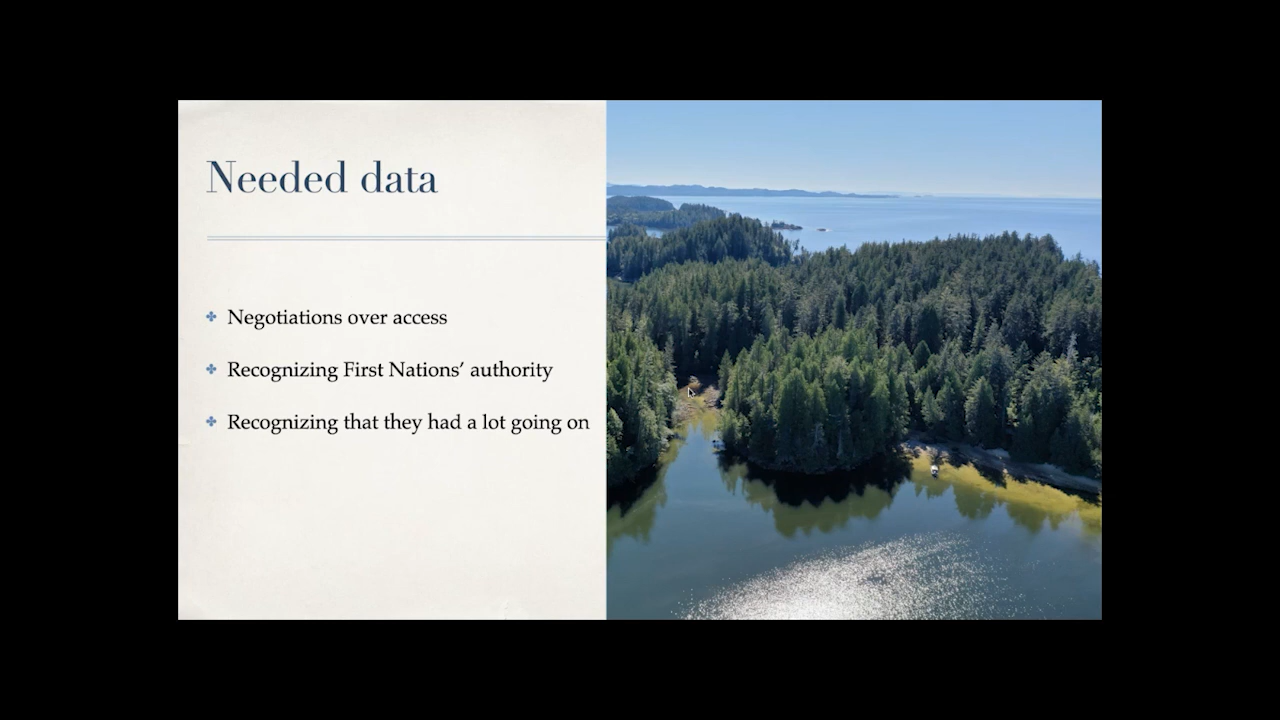 Needed data
Negotiations over access
Recognizing First Nations’ authority
Recognizing that they had a lot going on